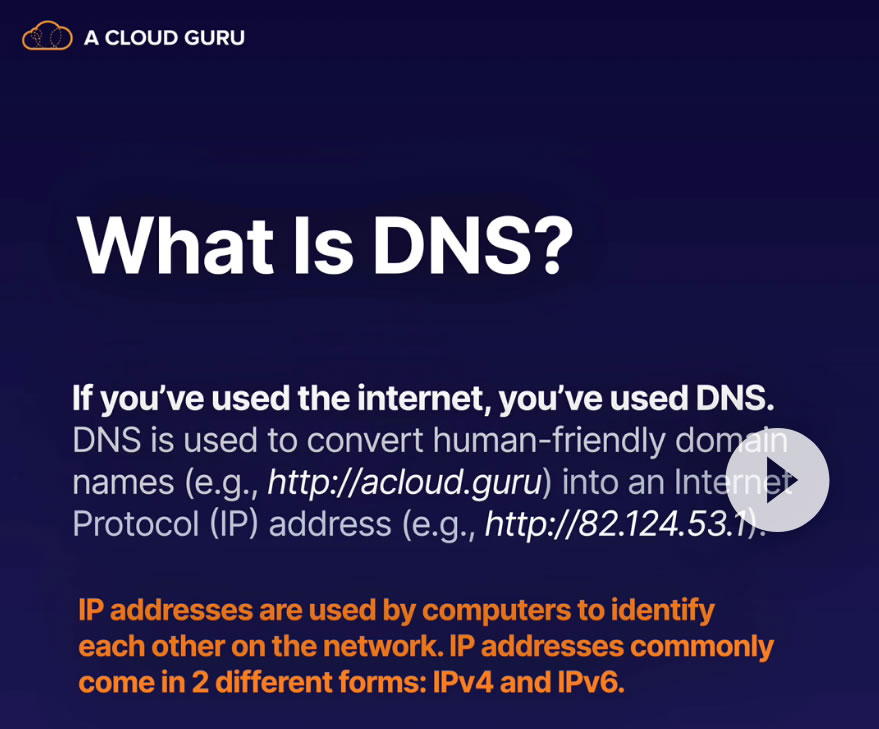 A CLOUD GURU
What Is DNS?
If you’ve used the internet, you’ve used DNS.
DNS is used to convert human-friendly domain
names (e.g., http://acloud.guru) into an Internet
Protocol (IP) address (e.g., http://82.124.53.1).
IP addresses are used by computers to identify
each other on the network. IP addresses commonly
come in 2 different forms: IPv4 and IPv6.